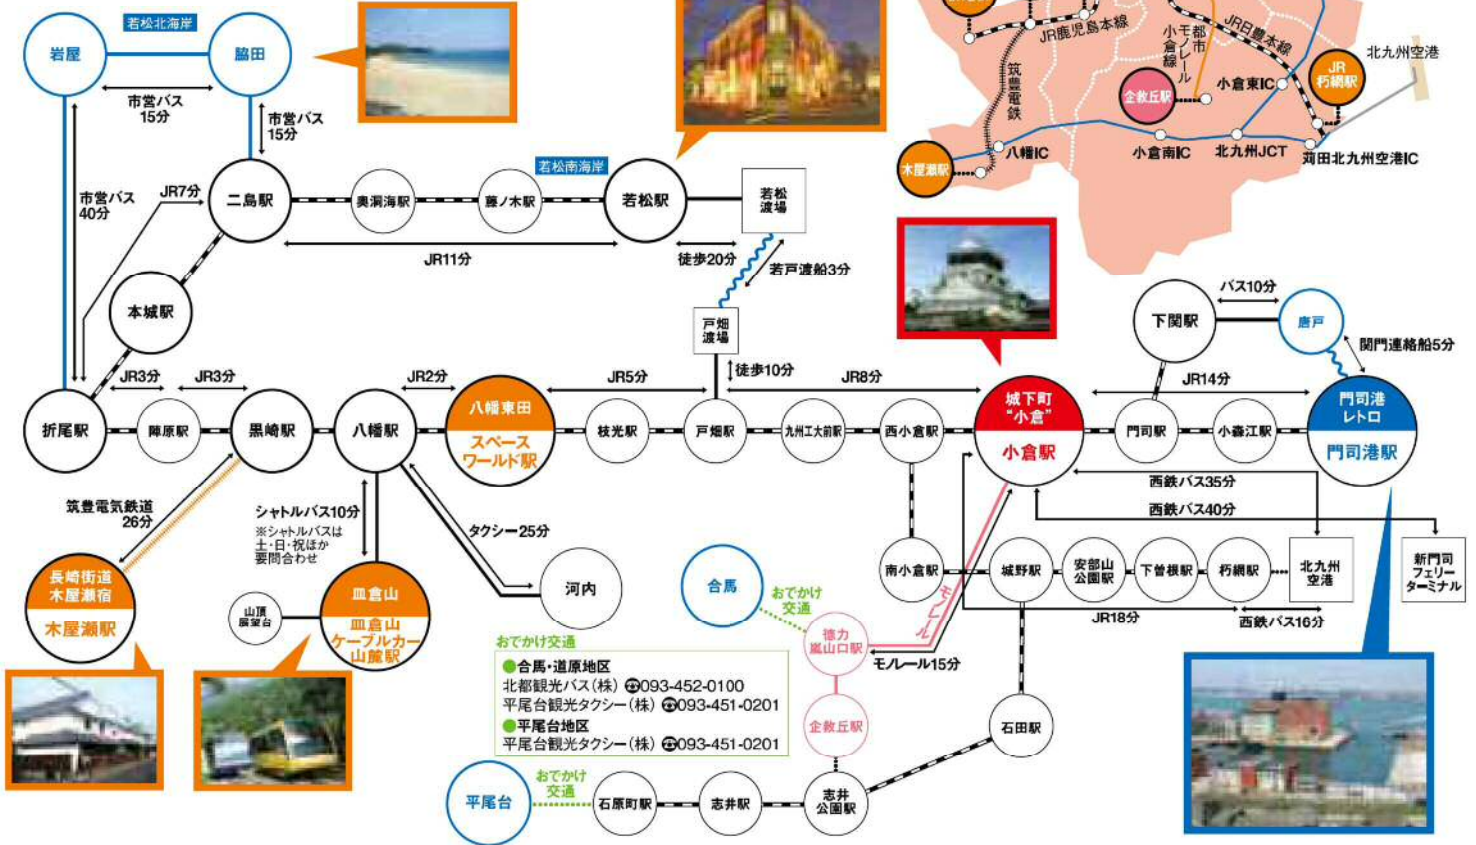 若松北海岸
岩屋
脇田
市営バス
15分
市営バス
15分
市営バス
40分
JR7分
二島駅
奥洞海駅
藤ノ木駅
若松南海岸
若松駅
若松
渡場
JR11分
徒歩20分
若戸渡船3分
本城駅
戸畑
渡場
徒歩10分
JR3分
JR3分
JR2分
JR5分
JR8分
JR14分
折尾駅
陣原駅
黒崎駅
八幡駅
八幡東田
スペース
ワールド駅
枝光駅
戸畑駅
九州工大前駅
西小倉駅
城下町
“小倉”
小倉駅
門司駅
小森江駅
門司港
レトロ
門司港駅
下関駅
バス10分
唐戸
関門連絡船5分
西鉄バス35分
西鉄バス40分
筑豊電気鉄道
26分
長崎街道
木屋瀬宿
木屋瀬駅
シャトルバス10分
※シャトルバスは
土・日・祝ほか
要問合わせ
山頂
展望台
皿倉山
皿倉山
ケーブルカー
山麓駅
タクシー25分
河内
合馬
おでかけ
交通
徳力
嵐山口駅
モノレール
モノレール15分
企救丘駅
南小倉駅
城野駅
安部山
公園駅
下曽根駅
朽網駅
北九州
空港
新門司
フェリー
ターミナル
JR18分
西鉄バス16分
石田駅
おでかけ交通
●合馬・道原地区
北都観光バス(株) ☎093-452-0100
平尾台観光タクシー(株) ☎093-451-0201
●平尾台地区
平尾台観光タクシー(株) ☎093-451-0201
平尾台
おでかけ
交通
石原町駅
志井駅
志井
公園駅
JR鹿児島本線
都市
モノレール
小倉線
JR日豊本線
筑豊電鉄
企救丘駅
小倉東IC
JR
朽網駅
北九州空港
木屋瀬駅
八幡IC
小倉南IC
北九州JCT
苅田北九州空港IC